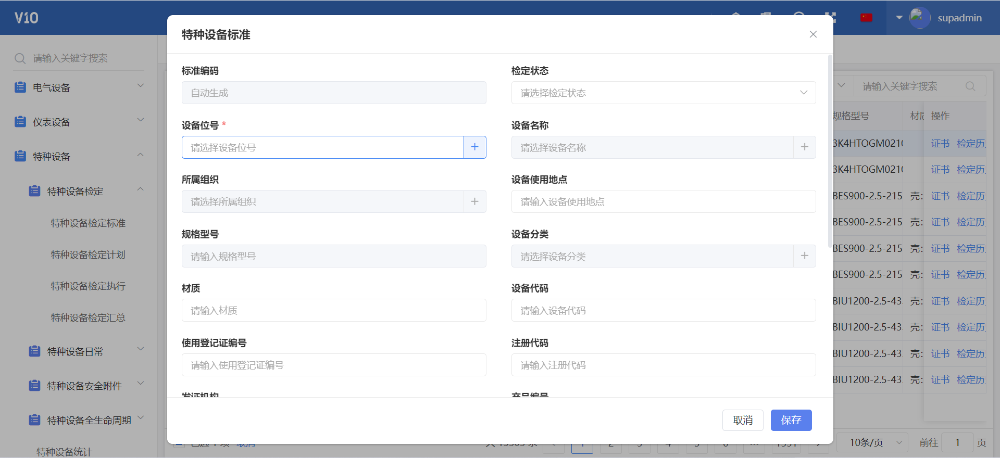 V10
supadmin
特种设备标准
请输入关键字搜索
电气设备
仪表设备
特种设备
特种设备检定
特种设备检定标准
特种设备检定计划
特种设备检定执行
特种设备检定汇总
特种设备日常
特种设备安全附件
特种设备全生命周期
特种设备统计
标准编码
自动生成
检定状态
请选择检定状态
设备位号 *
请选择设备位号
设备名称
请选择设备名称
所属组织
请选择所属组织
设备使用地点
请输入设备使用地点
规格型号
请输入规格型号
设备分类
请选择设备分类
材质
请输入材质
设备代码
请输入设备代码
使用登记证编号
请输入使用登记证编号
注册代码
请输入注册代码
发证机构
产品编号
取消
保存
请输入关键字搜索
规格型号 材质 操作
3K4HTOGM021 证书 检定历
3K4HTOGM021 证书 检定历
BES900-2.5-215 壳: 证书 检定历
BES900-2.5-215 壳: 证书 检定历
BES900-2.5-215 壳: 证书 检定历
BES900-2.5-215 壳: 证书 检定历
BIU1200-2.5-43 壳: 证书 检定历
BIU1200-2.5-43 壳: 证书 检定历
BIU1200-2.5-43 壳: 证书 检定历
BIU1200-2.5-43 壳: 证书 检定历
10条/页 前往 1 页